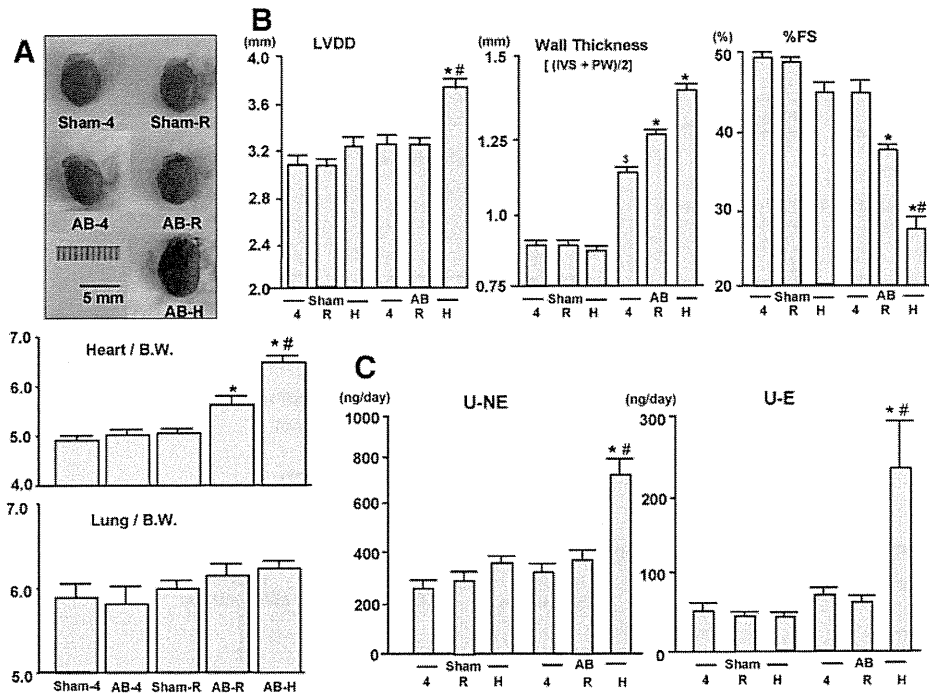 A
Sham-4 Sham-R
AB-4 AB-R
5 mm
AB-H
Heart / B.W.
7.0
6.0
5.0
4.0
*
* #
Lung / B.W.
7.0
6.0
5.0
Sham-4 AB-4 Sham-R AB-R AB-H
B
(mm)
LVDD
4.0
3.6
3.2
2.8
2.4
2.0
* #
Sham AB
4 R H 4 R H
(mm)
Wall Thickness
[ (IVS + PW)/2]
1.5
1.25
1.0
0.75
$
*
*
Sham AB
4 R H 4 R H
(%)
%FS
50
40
30
20
*
*#
Sham AB
4 R H 4 R H
C
(ng/day)
U-NE
1000
800
600
400
200
0
* #
Sham AB
4 R H 4 R H
(ng/day)
U-E
300
200
100
50
0
* #
Sham AB
4 R H 4 R H